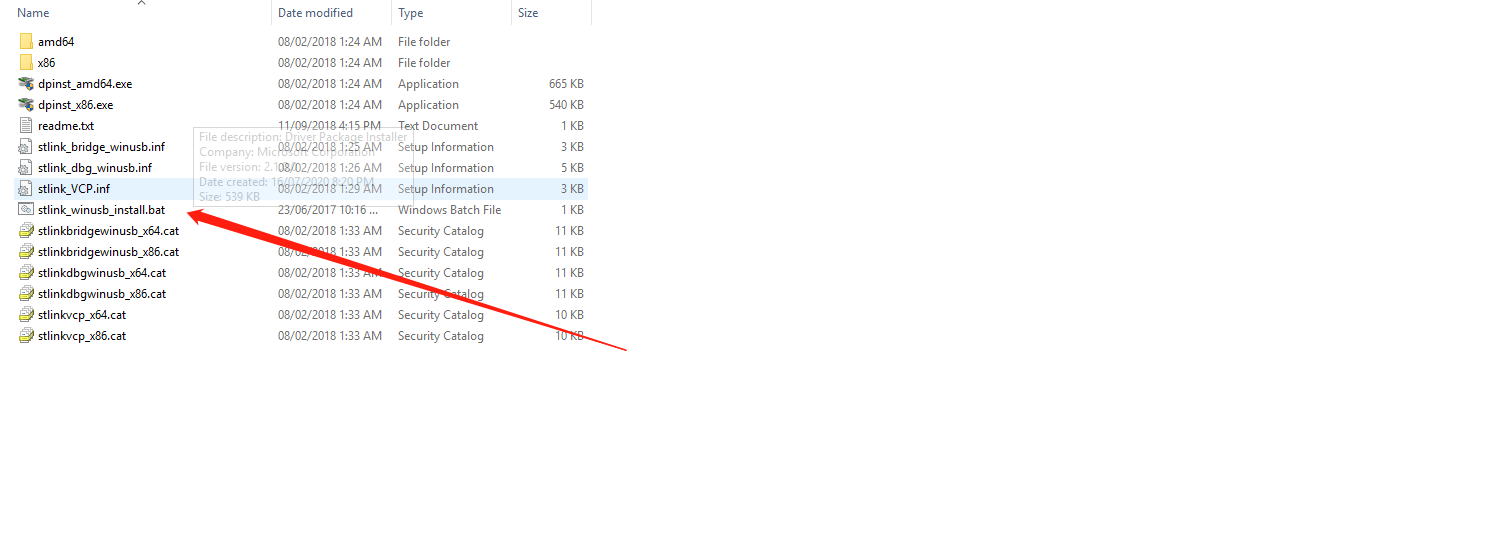 Name Date modified Type Size
amd64 08/02/2018 1:24 AM File folder
x86 08/02/2018 1:24 AM File folder
dpinst_amd64.exe 08/02/2018 1:24 AM Application 665 KB
dpinst_x86.exe 08/02/2018 1:24 AM Application 540 KB
readme.txt 11/09/2018 4:15 PM Text Document 1 KB
File description: Driver Package Installer
stlink_bridge_winusb.inf 08/02/2018 1:25 AM Setup Information 3 KB
Company: Microsoft Corporation
stlink_dbg_winusb.inf 08/02/2018 1:26 AM Setup Information 5 KB
File version:
Date created: 16/07/2020 8:20 PM
stlink_VCP.inf 08/02/2018 1:29 AM Setup Information 3 KB
Size: 539 KB
stlink_winusb_install.bat 23/06/2017 10:16 ... Windows Batch File 1 KB
stlinkbridgewinusb_x64.cat 08/02/2018 1:33 AM Security Catalog 11 KB
stlinkbridgewinusb_x86.cat 08/02/2018 1:33 AM Security Catalog 11 KB
stlinkdbgwinusb_x64.cat 08/02/2018 1:33 AM Security Catalog 11 KB
stlinkdbgwinusb_x86.cat 08/02/2018 1:33 AM Security Catalog 11 KB
stlinkvcp_x64.cat 08/02/2018 1:33 AM Security Catalog 10 KB
stlinkvcp_x86.cat 08/02/2018 1:33 AM Security Catalog 10 KB